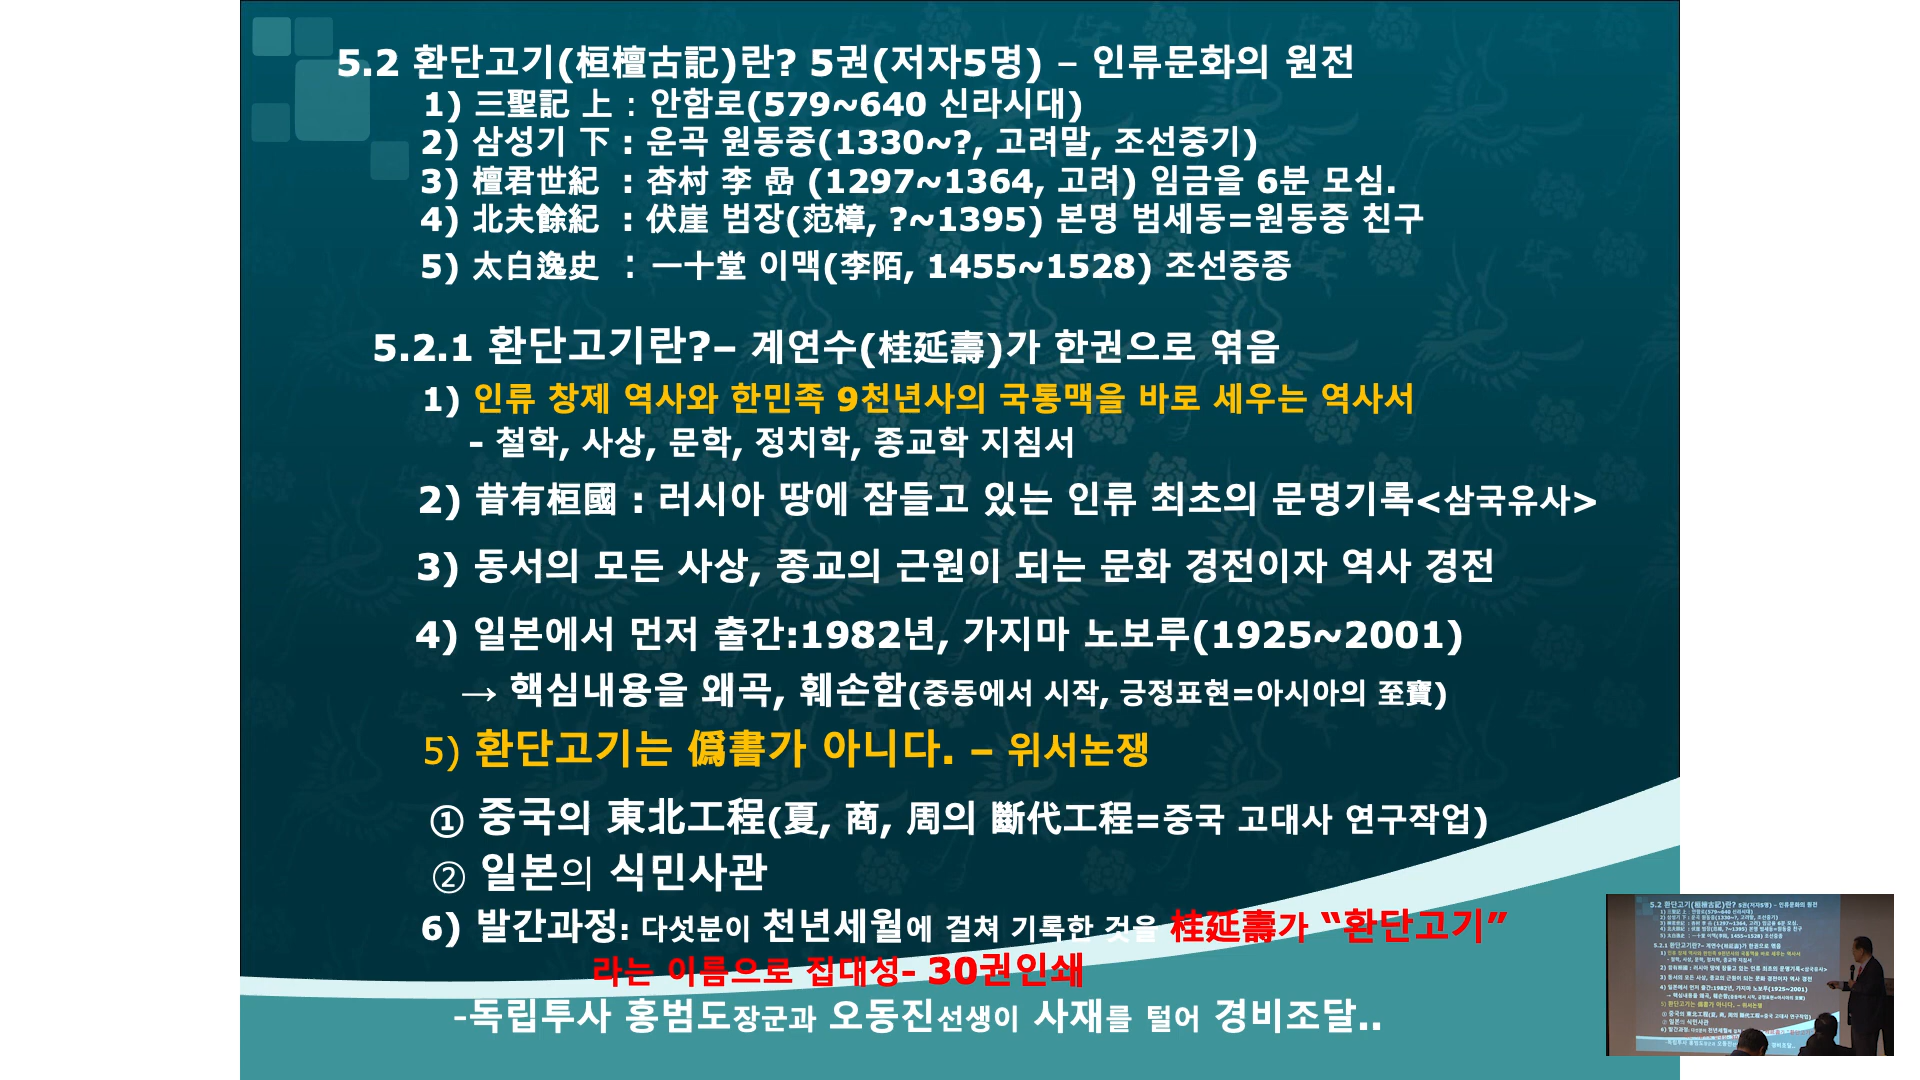 5.2 환단고기(桓檀古記)란? 5권(저자5명) – 인류문화의 원전
1) 三聖記 上 : 안함로(579~640 신라시대)
2) 삼성기 下 : 운곡 원동중(1330~?, 고려말, 조선중기)
3) 檀君世紀 : 杏村 李 嵒 (1297~1364, 고려) 임금을 6분 모심.
4) 北夫餘紀 : 伏崖 범장(范樟, ?~1395) 본명 범세동=원동중 친구
5) 太白逸史 : 一十堂 이맥(李陌, 1455~1528) 조선중종
5.2.1 환단고기란?– 계연수(桂延壽)가 한권으로 엮음
1) 인류 창제 역사와 한민족 9천년사의 국통맥을 바로 세우는 역사서
- 철학, 사상, 문학, 정치학, 종교학 지침서
2) 昔有桓國 : 러시아 땅에 잠들고 있는 인류 최초의 문명기록<삼국유사>
3) 동서의 모든 사상, 종교의 근원이 되는 문화 경전이자 역사 경전
4) 일본에서 먼저 출간:1982년, 가지마 노보루(1925~2001)
→ 핵심내용을 왜곡, 훼손함(중동에서 시작, 긍정표현=아시아의 至寶)
5) 환단고기는 僞書가 아니다. – 위서논쟁
① 중국의 東北工程(夏, 商, 周의 斷代工程=중국 고대사 연구작업)
② 일본의 식민사관
6) 발간과정: 다섯분이 천년세월에 걸쳐 기록한 것을 桂延壽가 “환단고기”
라는 이름으로 집대성- 30권인쇄
-독립투사 홍범도장군과 오동진선생이 사재를 털어 경비조달..